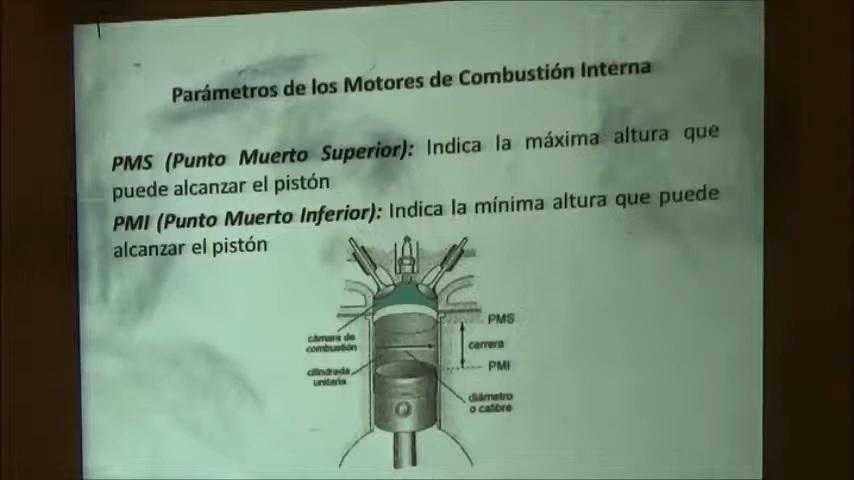 Parámetros de los Motores de Combustión Interna
PMS (Punto Muerto Superior): Indica la máxima altura que
puede alcanzar el pistón
PMI (Punto Muerto Inferior): Indica la mínima altura que puede
alcanzar el pistón
PMS
cámara de
combustión
carrera
PMI
cilindrada
unitaria
diámetro
o calibre